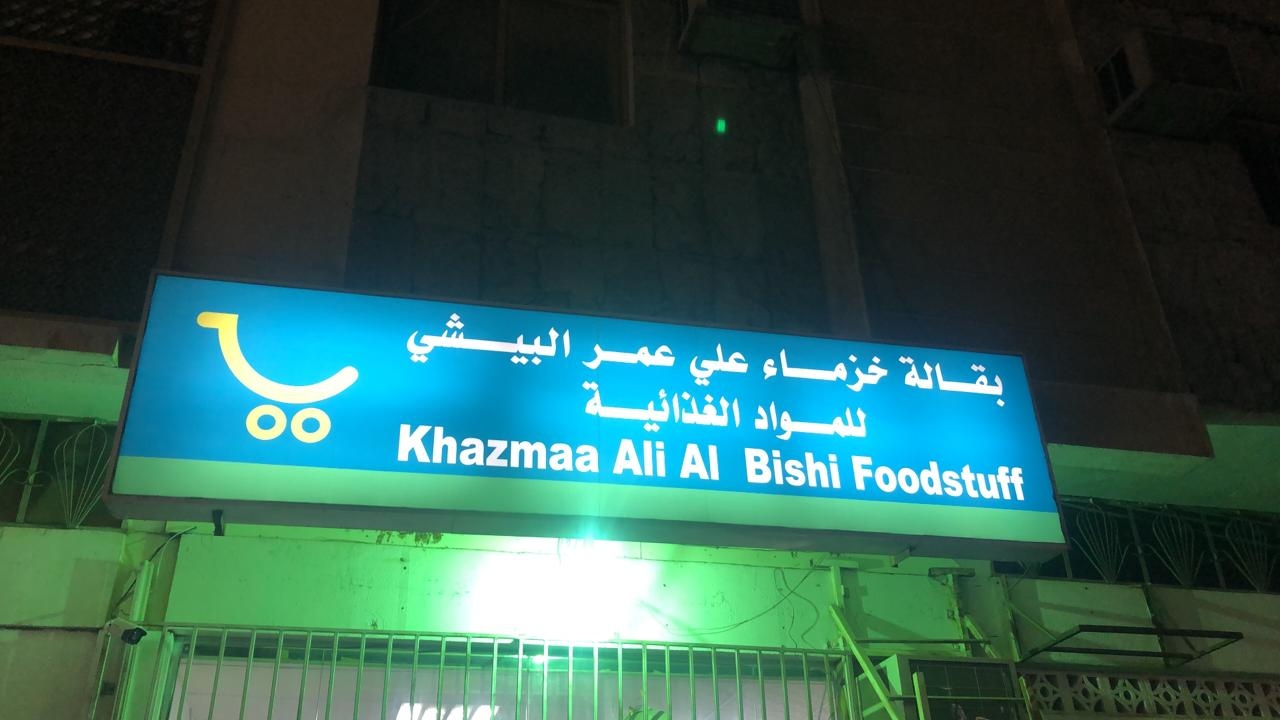 بقالة خزماء علي عمر البيشي
للمواد الغذائية
Khazmaa Ali Al Bishi Foodstuff